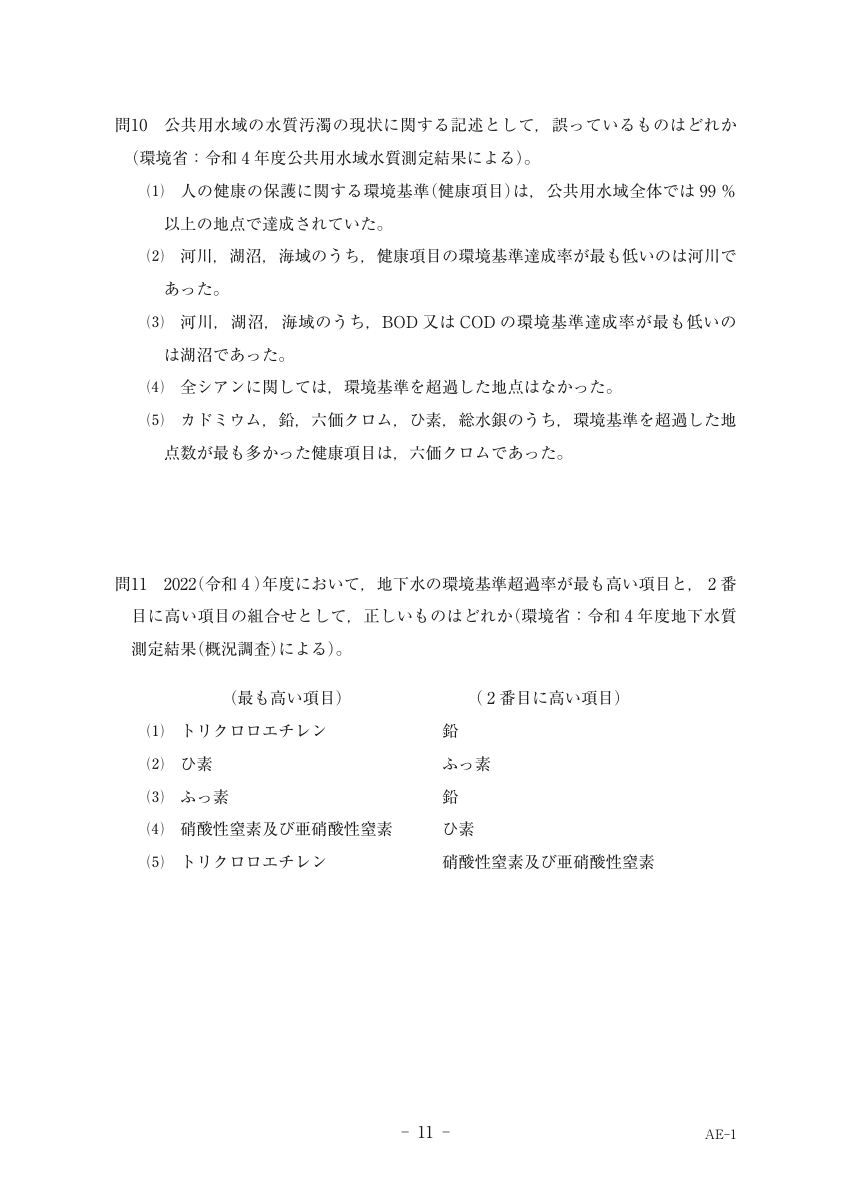 問10　公共用水域の水質汚濁の現状に関する記述として，誤っているものはどれか
（環境省：令和４年度公共用水域水質測定結果による）。
⑴　人の健康の保護に関する環境基準（健康項目）は，公共用水域全体では 99 %
以上の地点で達成されていた。
⑵　河川，湖沼，海域のうち，健康項目の環境基準達成率が最も低いのは河川で
あった。
⑶　河川，湖沼，海域のうち，BOD 又は COD の環境基準達成率が最も低いの
は湖沼であった。
⑷　全シアンに関しては，環境基準を超過した地点はなかった。
⑸　カドミウム，鉛，六価クロム，ひ素，総水銀のうち，環境基準を超過した地
点数が最も多かった健康項目は，六価クロムであった。
問11　2022（令和４）年度において，地下水の環境基準超過率が最も高い項目と，２番
目に高い項目の組合せとして，正しいものはどれか（環境省：令和４年度地下水質
測定結果（概況調査）による）。
（最も高い項目）　（２番目に高い項目）
⑴　トリクロロエチレン　鉛
⑵　ひ素　ふっ素
⑶　ふっ素　鉛
⑷　硝酸性窒素及び亜硝酸性窒素　ひ素
⑸　トリクロロエチレン　硝酸性窒素及び亜硝酸性窒素
− 11 −
AE−1